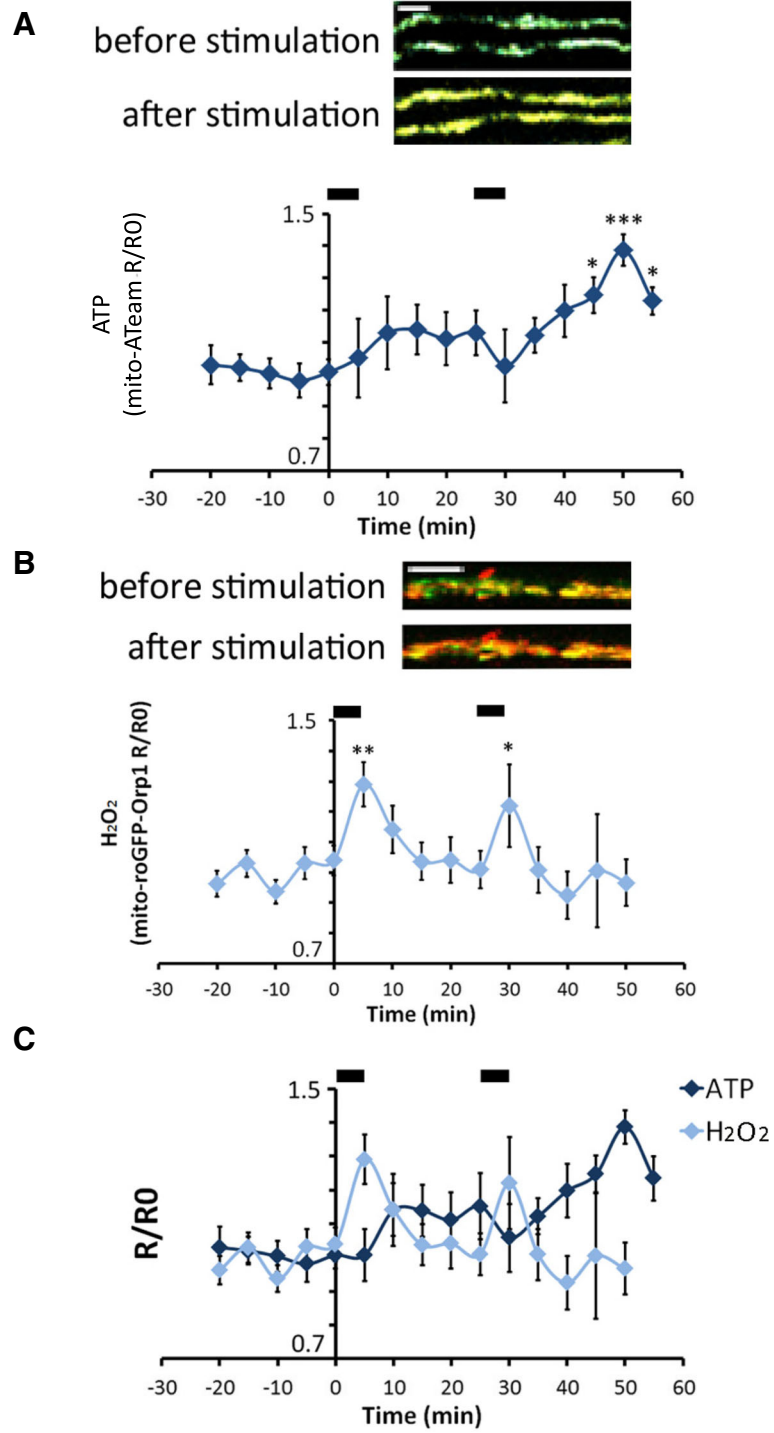 A
before stimulation
after stimulation
1.5
***
*
*
ATP
(mito-ATeam R/R0)
0.7
-30 -20 -10 0 10 20 30 40 50 60
Time (min)
B
before stimulation
after stimulation
1.5
**
*
H₂O₂
(mito-roGFP-Orp1 R/R0)
0.7
-30 -20 -10 0 10 20 30 40 50 60
Time (min)
C
1.5
ATP
H2O2
R/R0
0.7
-30 -20 -10 0 10 20 30 40 50 60
Time (min)